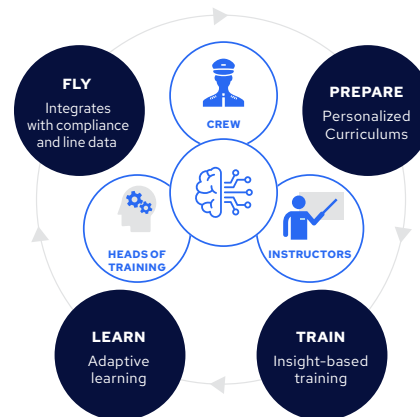 FLY
Integrates
with compliance
and line data
CREW
PREPARE
Personalized
Curriculums
HEADS OF
TRAINING
INSTRUCTORS
LEARN
Adaptive
learning
TRAIN
Insight-based
training